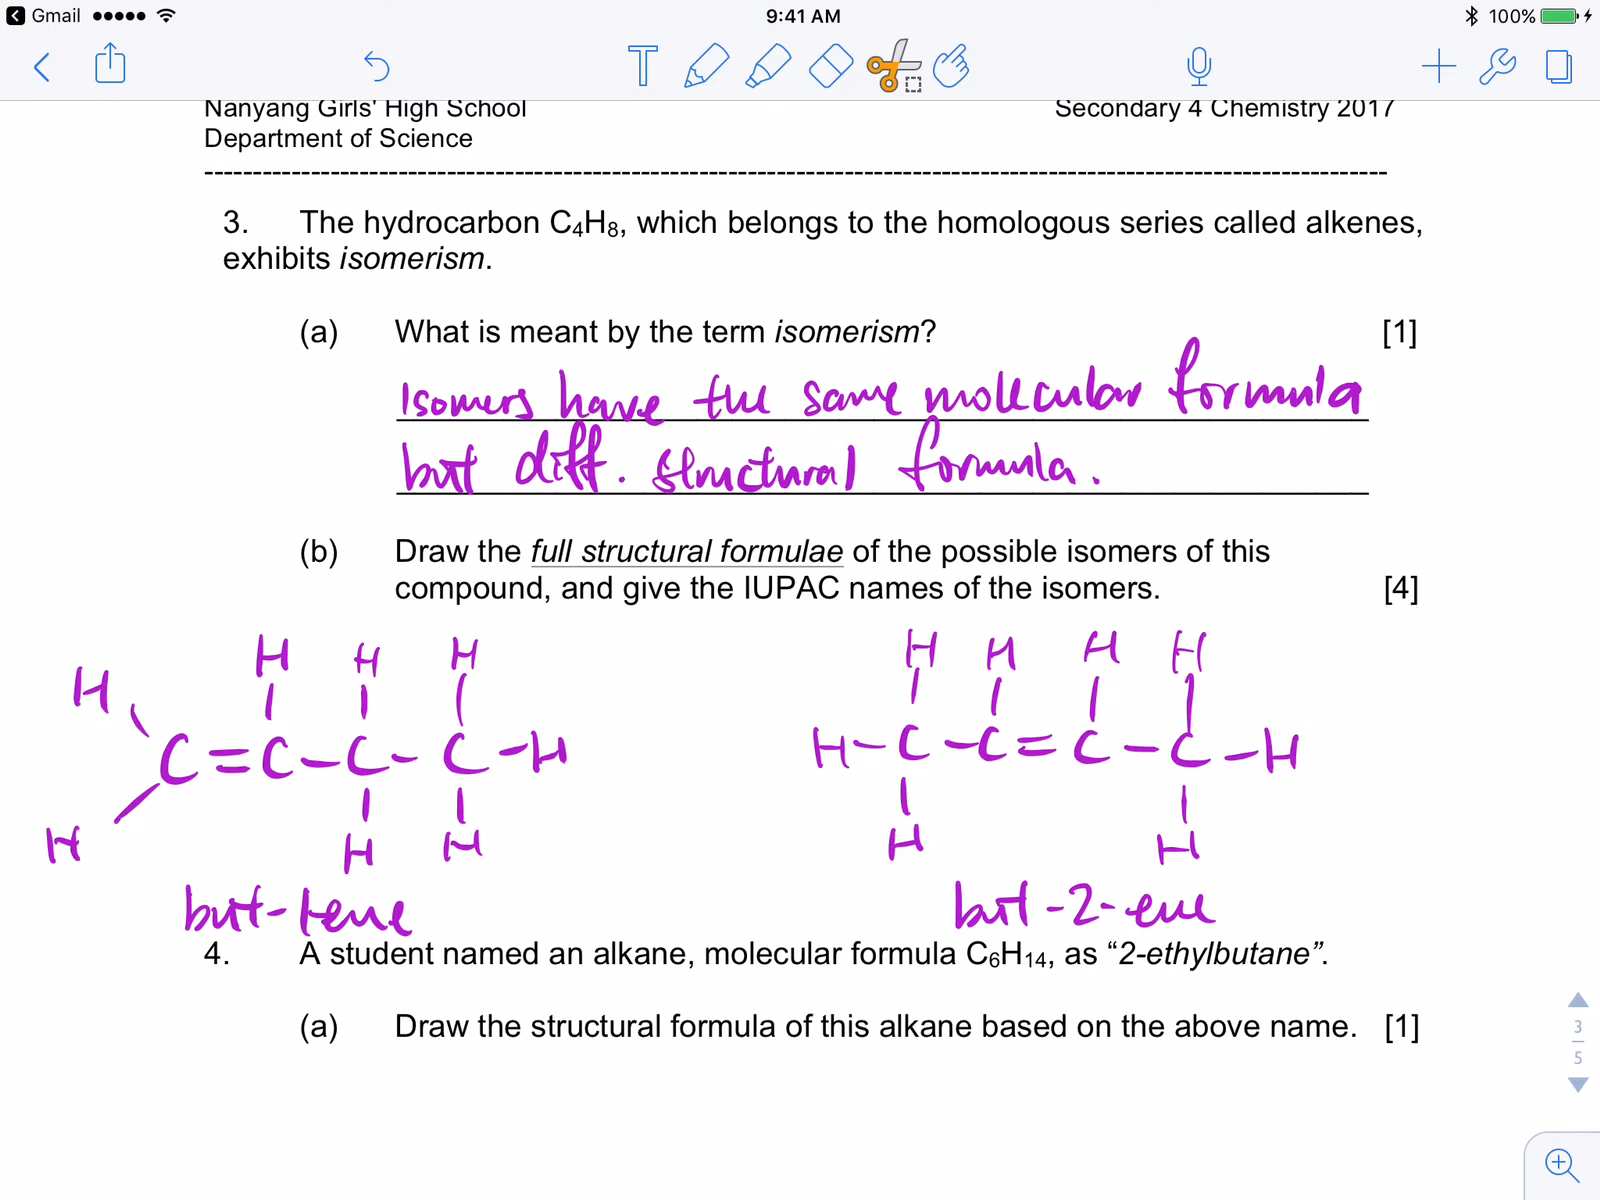 Gmail 9:41 AM 100%
Nanyang Girls' High School Secondary 4 Chemistry 2017
Department of Science
3. The hydrocarbon C₄H₈, which belongs to the homologous series called alkenes,
exhibits isomerism.
(a) What is meant by the term isomerism? [1]
Isomers have the same molecular formula
but diff. structural formula.
(b) Draw the full structural formulae of the possible isomers of this
compound, and give the IUPAC names of the isomers. [4]
H H H H H H H H
H
C=C-C-C-H H-C-C=C-C-H
H H H H H
but-1ene but-2-ene
4. A student named an alkane, molecular formula C₆H₁₄, as “2-ethylbutane”.
(a) Draw the structural formula of this alkane based on the above name. [1]
3
5